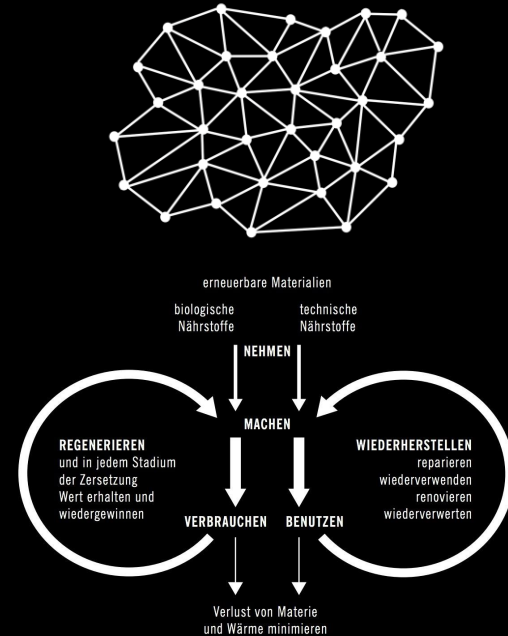 erneuerbare Materialien
biologische
Nährstoffe
technische
Nährstoffe
NEHMEN
MACHEN
REGENERIEREN
und in jedem Stadium
der Zersetzung
Wert erhalten und
wiedergewinnen
WIEDERHERSTELLEN
reparieren
wiederverwenden
renovieren
wiederverwerten
VERBRAUCHEN
BENUTZEN
Verlust von Materie
und Wärme minimieren